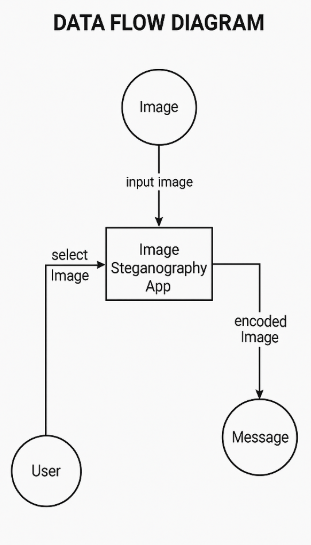 DATA FLOW DIAGRAM
Image
input image
select
Image
Image
Steganography
App
encoded
Image
User
Message